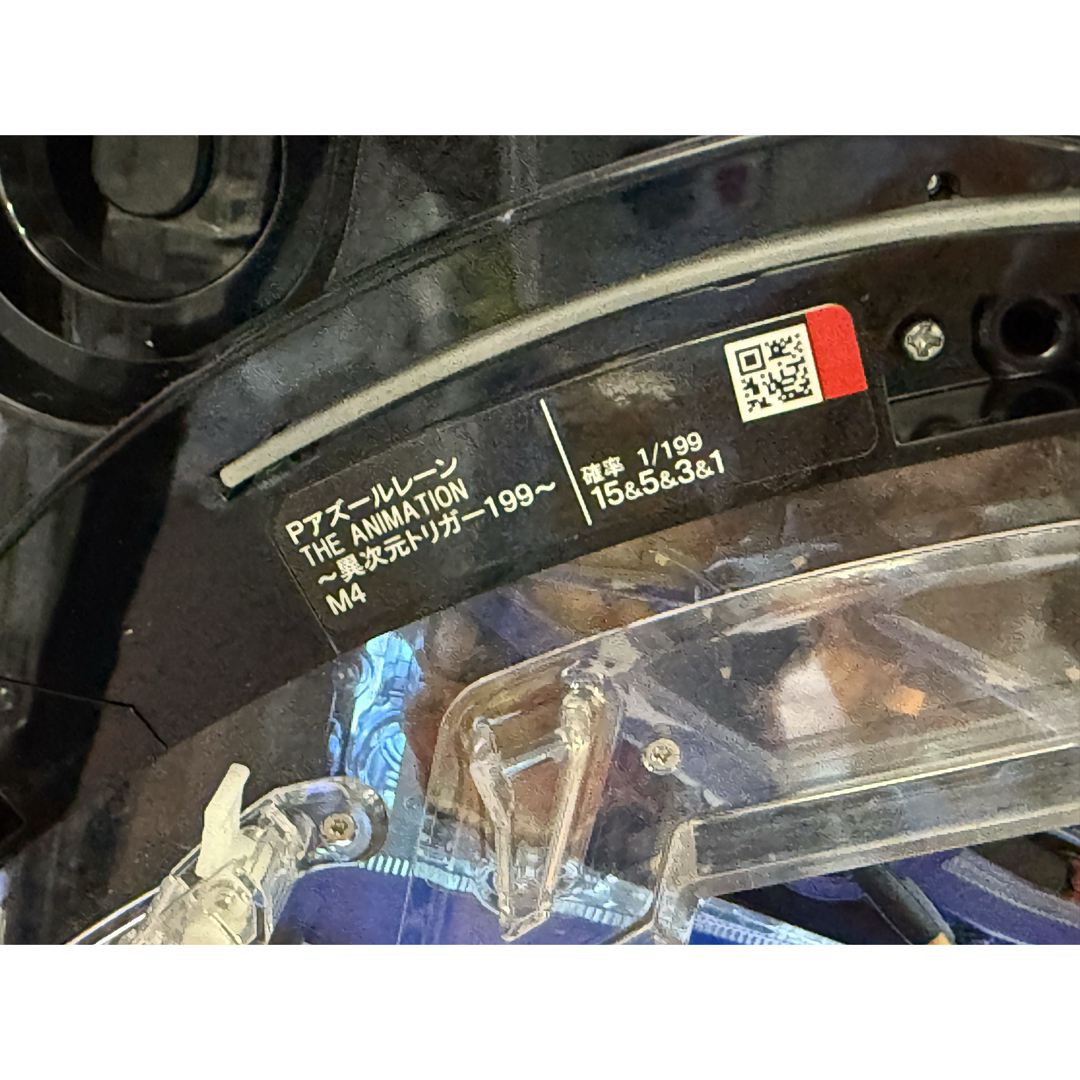 Pアズールレーン
THE ANIMATION
～異次元トリガー199～
M4
確率 1/199
15&5&3&1